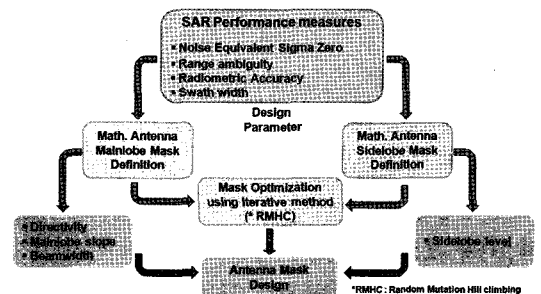 SAR Performance measures
• Noise Equivalent Sigma Zero
• Range ambiguity
• Radiometric Accuracy
• Swath width
Design
Parameter
Math. Antenna
Mainlobe Mask
Definition
Math. Antenna
Sidelobe Mask
Definition
Mask Optimization
using Iterative method
(* RMHC)
• Directivity
• Mainlobe slope
• Beamwidth
• Sidelobe level
Antenna Mask
Design
*RMHC : Random Mutation Hill climbing